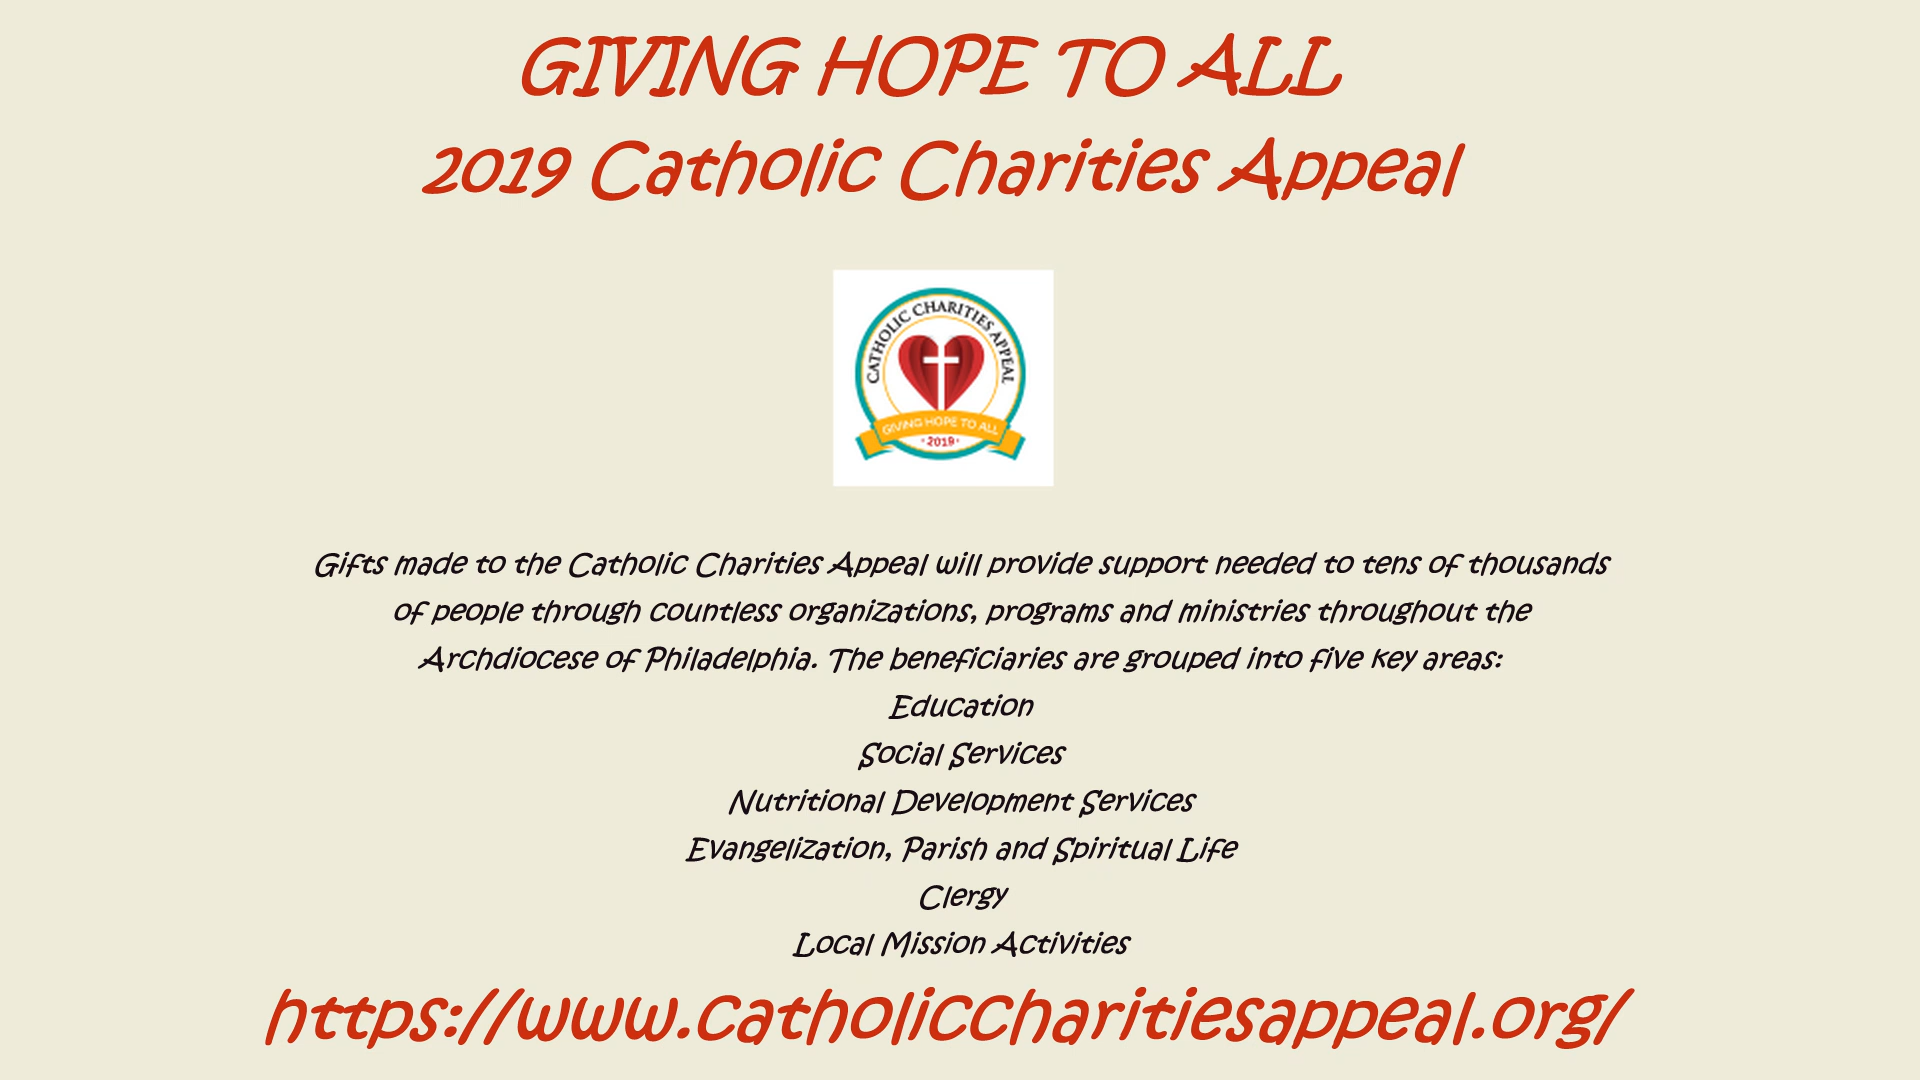 GIVING HOPE TO ALL
2019 Catholic Charities Appeal
CATHOLIC CHARITIES APPEAL
GIVING HOPE TO ALL
• 2019 •
Gifts made to the Catholic Charities Appeal will provide support needed to tens of thousands
of people through countless organizations, programs and ministries throughout the
Archdiocese of Philadelphia. The beneficiaries are grouped into five key areas:
Education
Social Services
Nutritional Development Services
Evangelization, Parish and Spiritual Life
Clergy
Local Mission Activities
https://www.catholiccharitiesappeal.org/